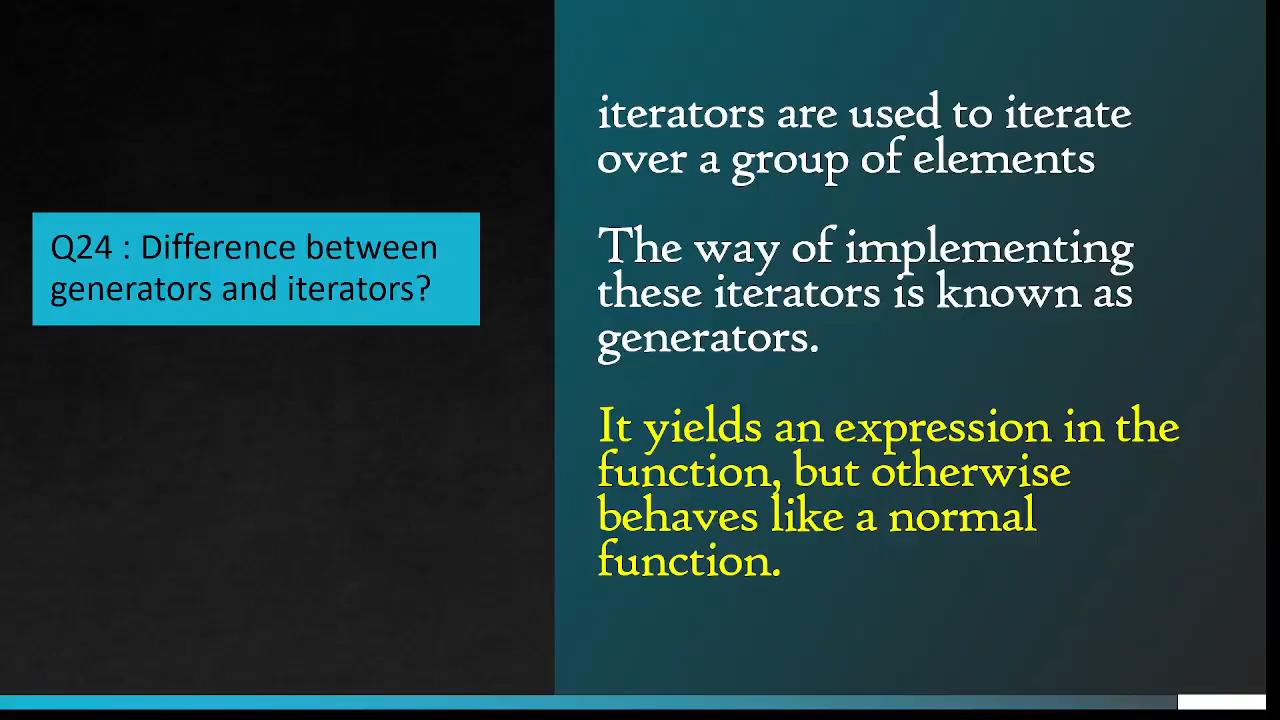 Q24 : Difference between
generators and iterators?
iterators are used to iterate
over a group of elements
The way of implementing
these iterators is known as
generators.
It yields an expression in the
function, but otherwise
behaves like a normal
function.